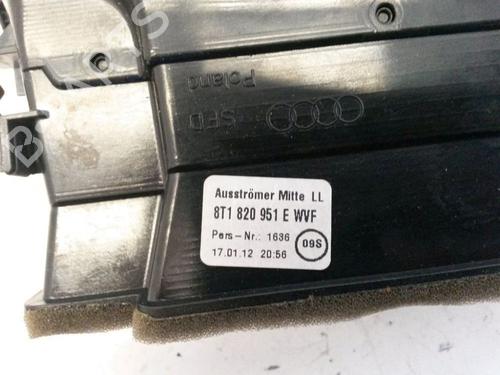 Poland
SFD
Ausströmer Mitte LL
8T1 820 951 E WVF
Pers-Nr.: 1636
09S
17.01.12 20:56